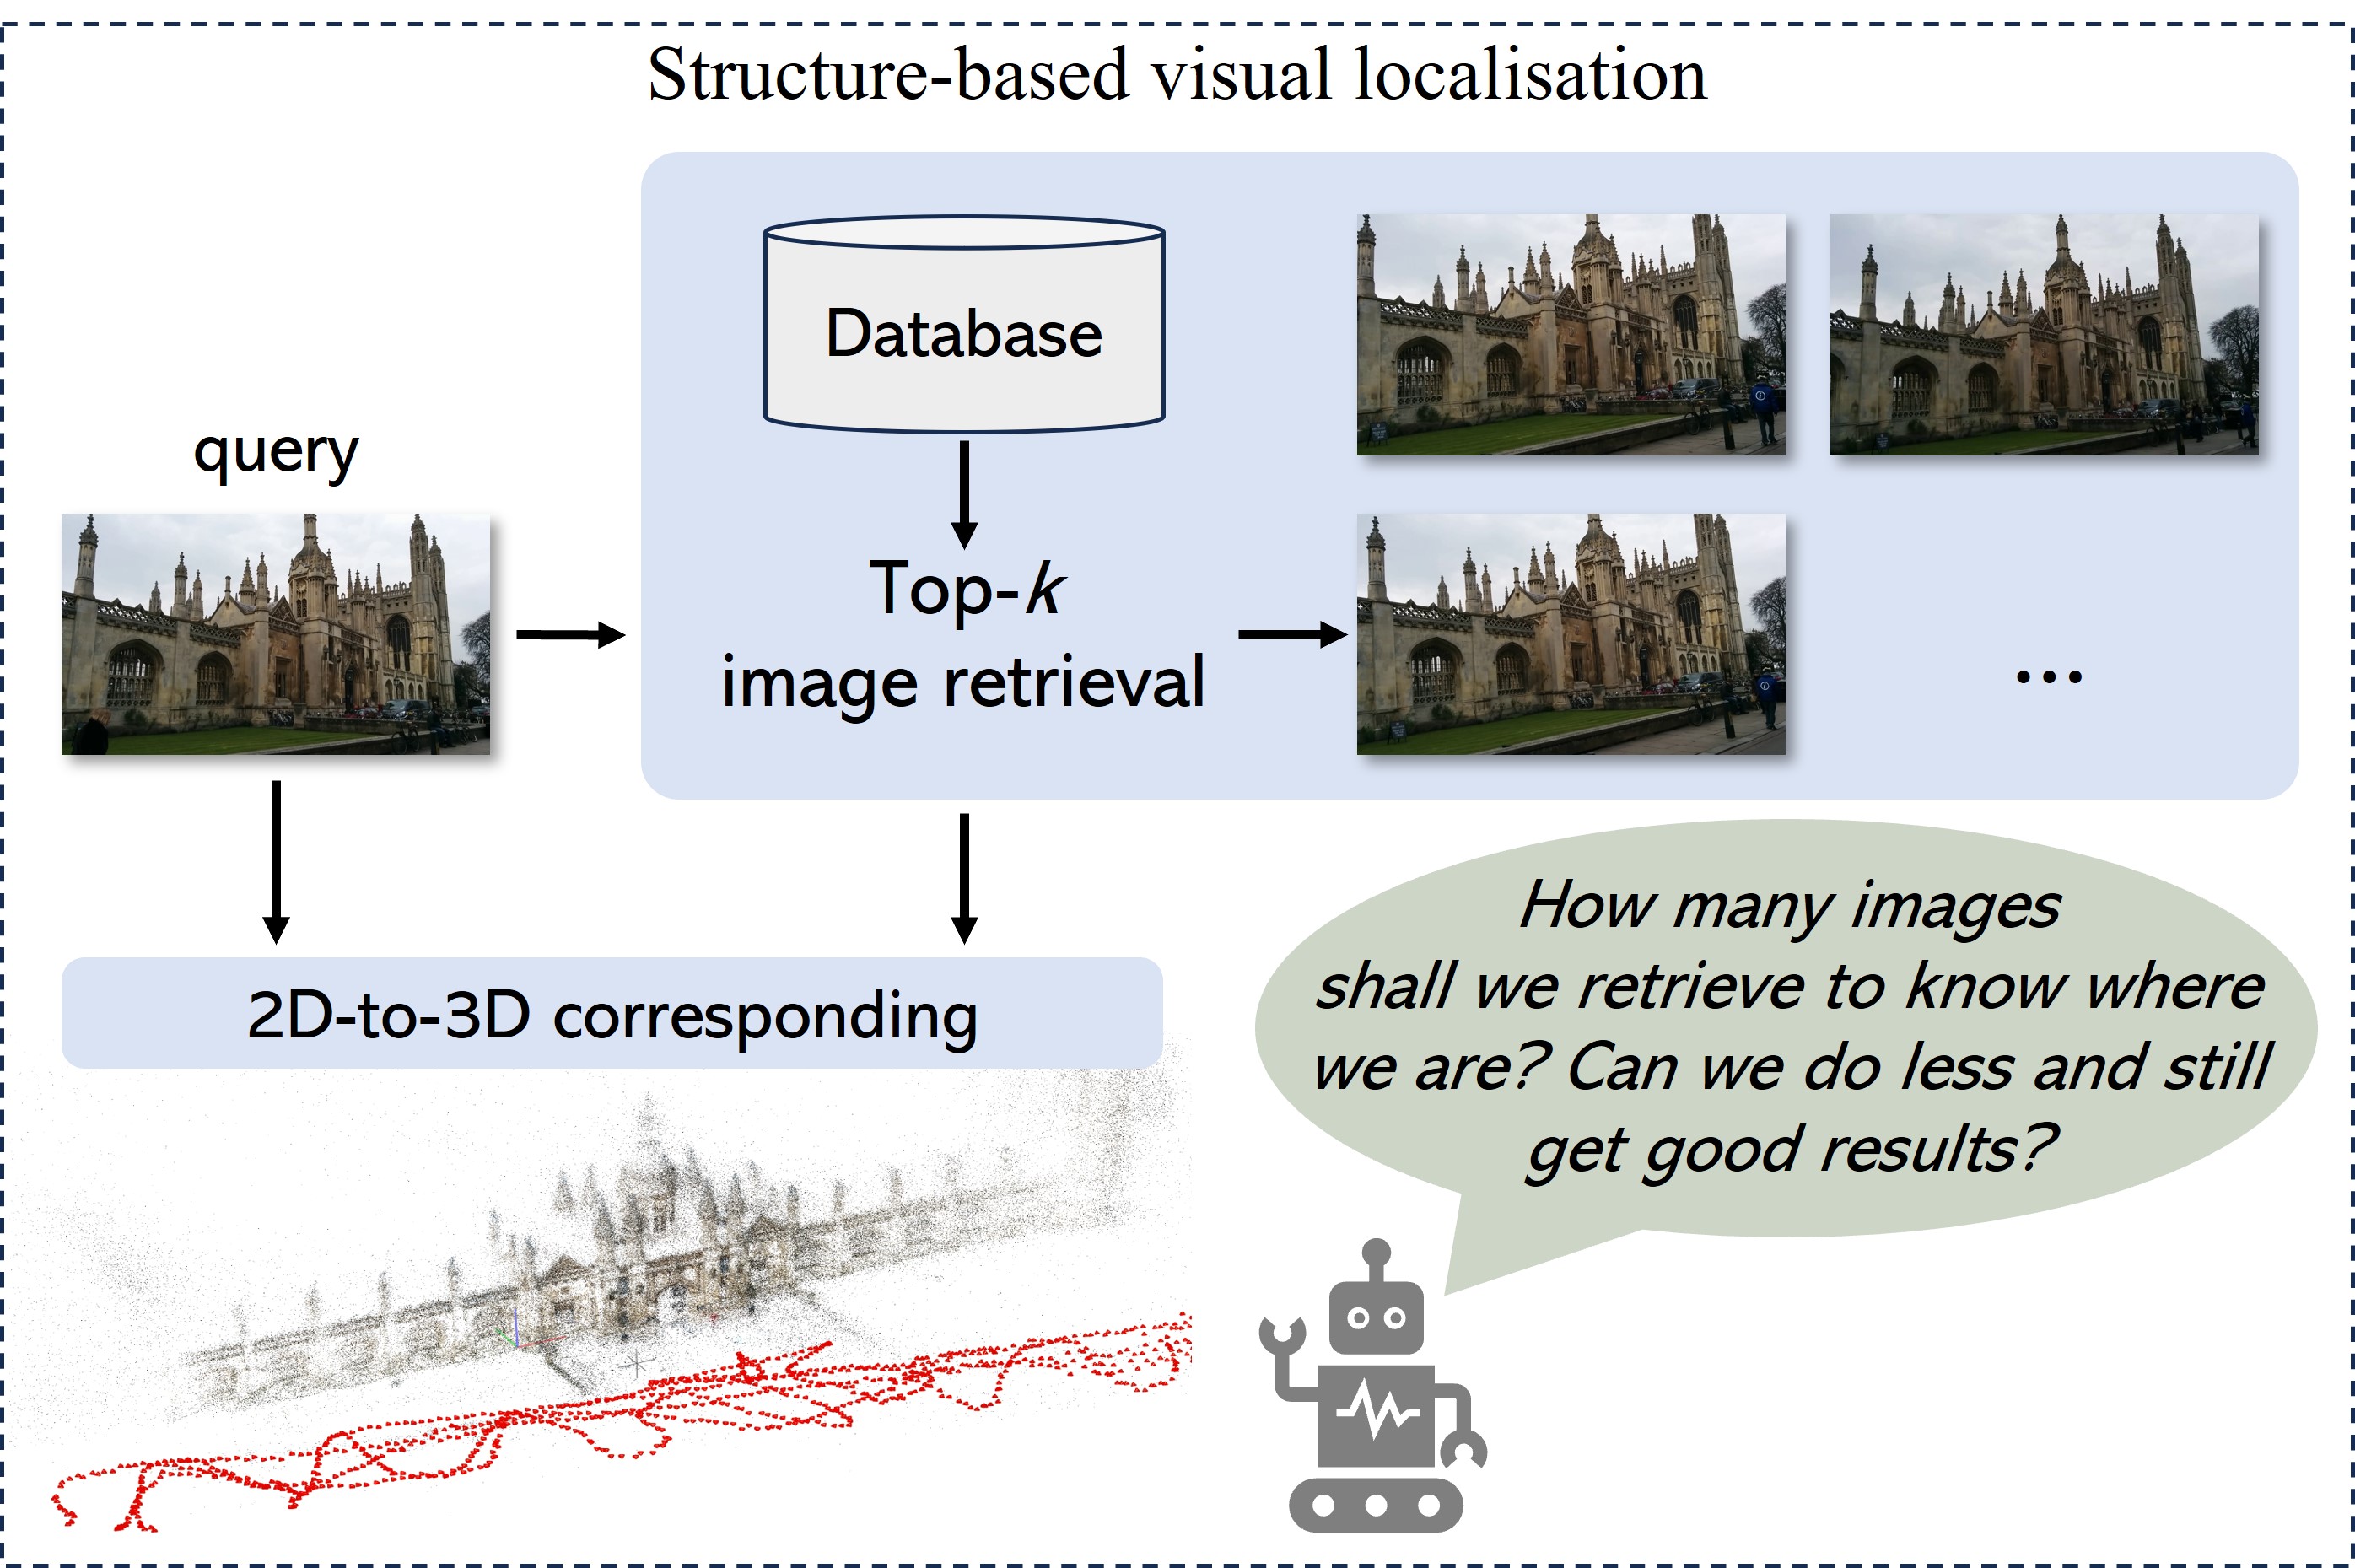 Structure-based visual localisation
Database
query
Top-k
image retrieval
...
2D-to-3D corresponding
How many images
shall we retrieve to know where
we are? Can we do less and still
get good results?